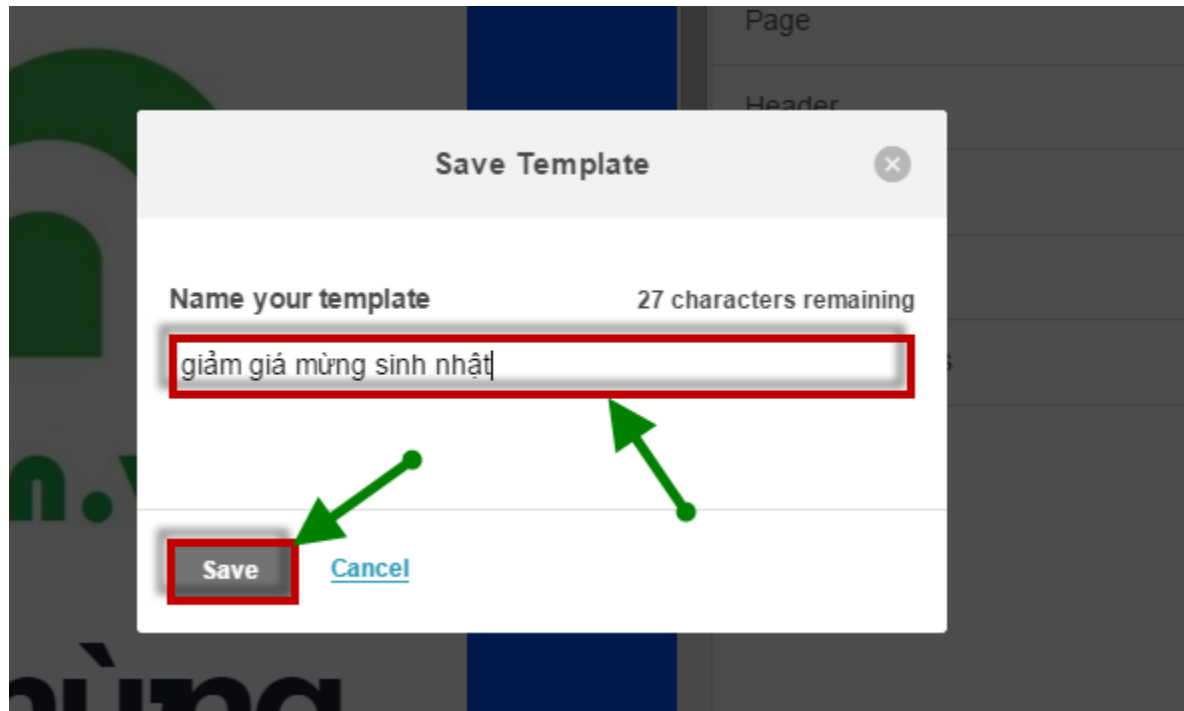 Page
Header
Save Template
Name your template
27 characters remaining
giảm giá mừng sinh nhật
Save
Cancel